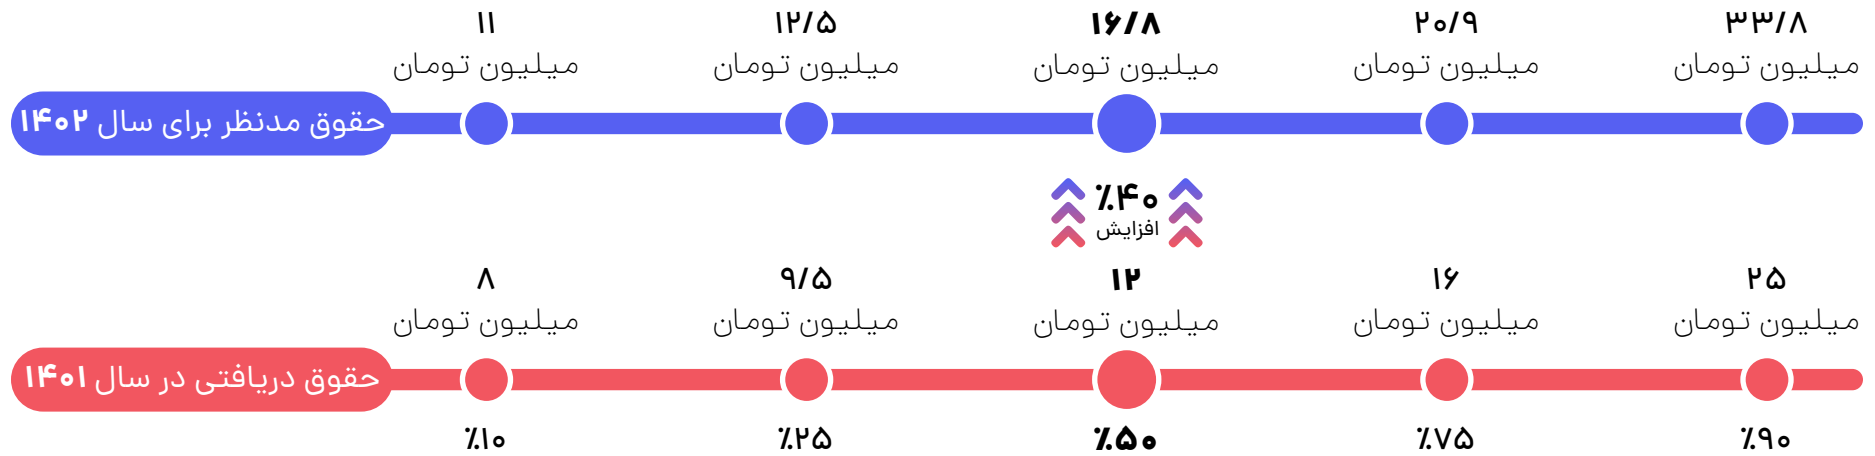 ۱۱
میلیون تومان
۱۲/۵
میلیون تومان
۱۶/۸
میلیون تومان
۲۰/۹
میلیون تومان
۳۳/۸
میلیون تومان
حقوق مدنظر برای سال ۱۴۰۲
٪۴۰
افزایش
۸
میلیون تومان
۹/۵
میلیون تومان
۱۲
میلیون تومان
۱۶
میلیون تومان
۲۵
میلیون تومان
حقوق دریافتی در سال ۱۴۰۱
٪۱۰
٪۲۵
٪۵۰
٪۷۵
٪۹۰